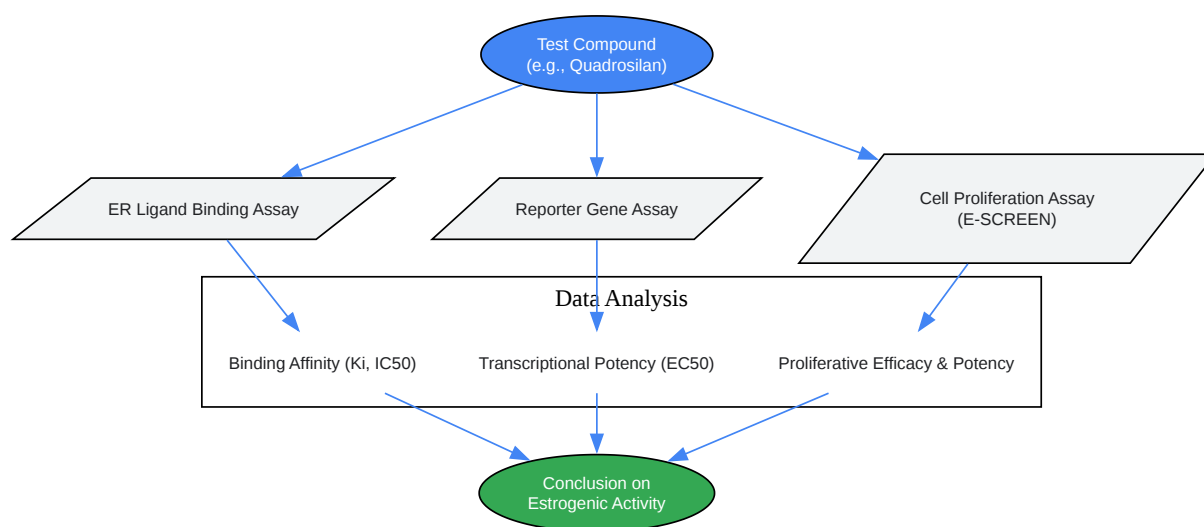 Test Compound
(e.g., Quadrosilan)
ER Ligand Binding Assay
Reporter Gene Assay
Cell Proliferation Assay
(E-SCREEN)
Data Analysis
Binding Affinity (Ki, IC50)
Transcriptional Potency (EC50)
Proliferative Efficacy & Potency
Conclusion on
Estrogenic Activity